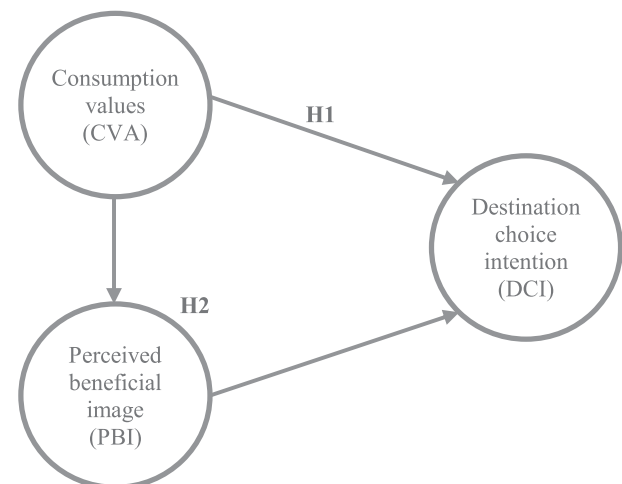 Consumption
values
(CVA)
H1
Destination
choice
intention
(DCI)
H2
Perceived
beneficial
image
(PBI)